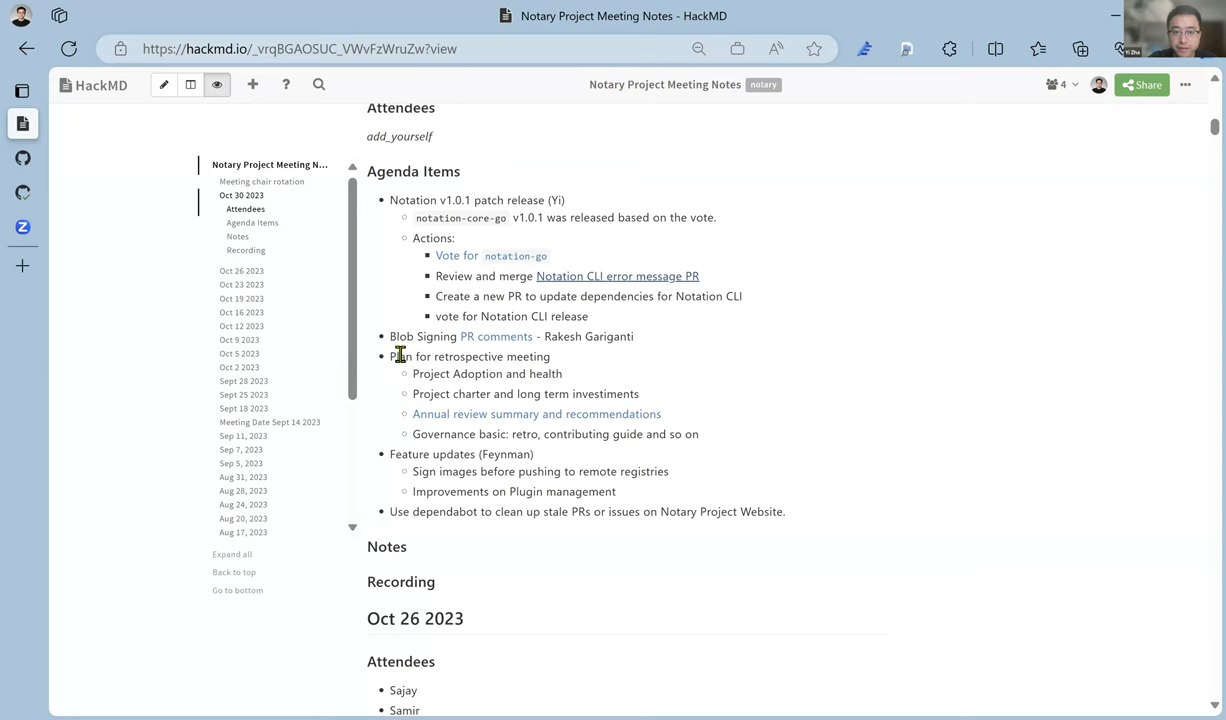 Notary Project Meeting Notes - HackMD
https://hackmd.io/_vrqBGAOSUC_VWvFzWruZw?view
Yi Zha
HackMD
Notary Project Meeting Notes
notary
4
Share
Notary Project Meeting N...
Meeting chair rotation
Oct 30 2023
Attendees
Agenda Items
Notes
Recording
Oct 26 2023
Oct 23 2023
Oct 19 2023
Oct 16 2023
Oct 12 2023
Oct 9 2023
Oct 5 2023
Oct 2 2023
Sept 28 2023
Sept 25 2023
Sept 18 2023
Meeting Date Sept 14 2023
Sep 11, 2023
Sep 7, 2023
Sep 5, 2023
Aug 31, 2023
Aug 28, 2023
Aug 24, 2023
Aug 20, 2023
Aug 17, 2023
Expand all
Back to top
Go to bottom
Attendees
add_yourself
Agenda Items
Notation v1.0.1 patch release (Yi)
notation-core-go v1.0.1 was released based on the vote.
Actions:
Vote for notation-go
Review and merge Notation CLI error message PR
Create a new PR to update dependencies for Notation CLI
vote for Notation CLI release
Blob Signing PR comments - Rakesh Gariganti
Plan for retrospective meeting
Project Adoption and health
Project charter and long term investments
Annual review summary and recommendations
Governance basic: retro, contributing guide and so on
Feature updates (Feynman)
Sign images before pushing to remote registries
Improvements on Plugin management
Use dependabot to clean up stale PRs or issues on Notary Project Website.
Notes
Recording
Oct 26 2023
Attendees
Sajay
Samir